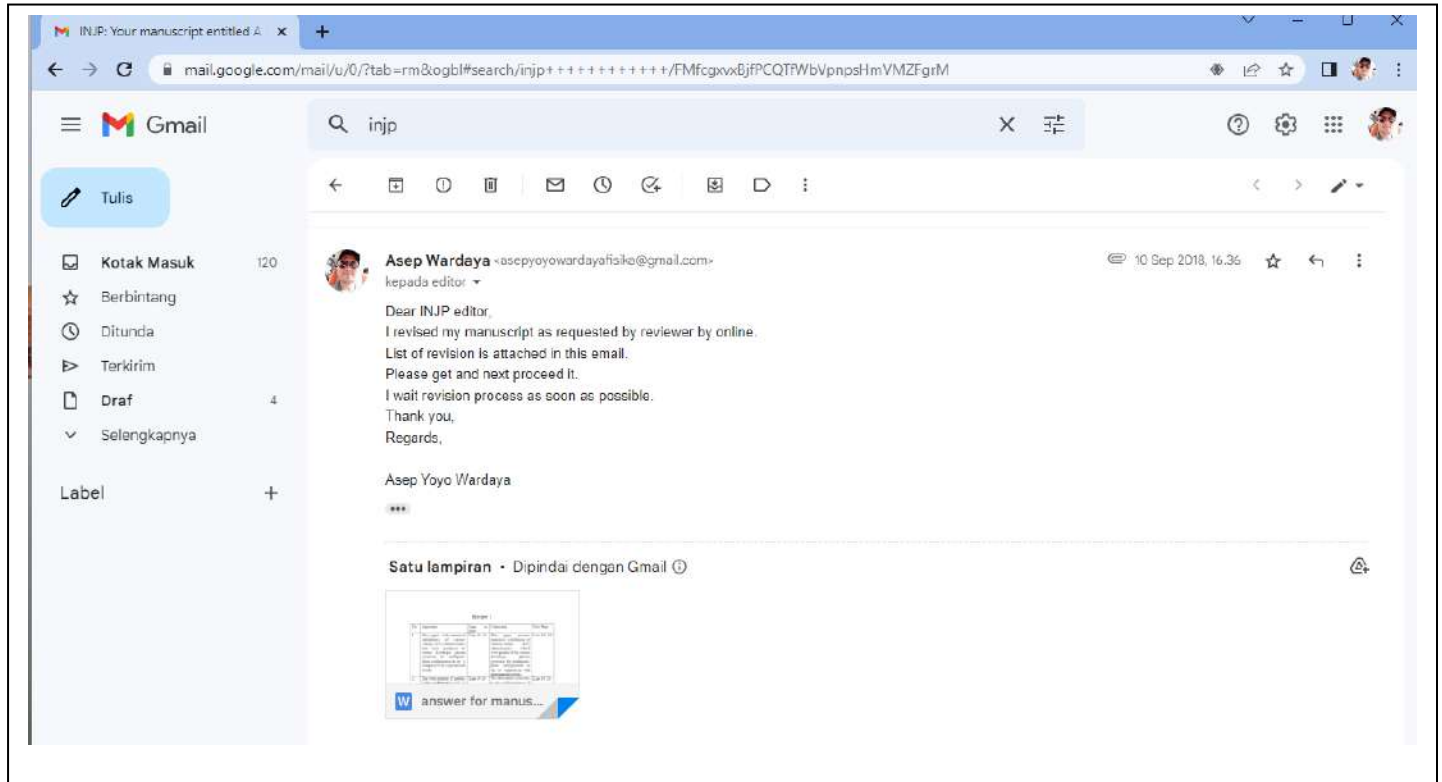 INJP: Your manuscript entitled A
mail.google.com/mail/u/0/?tab=rm&ogbl#search/injp++++++++++++/FMfcgxvxBjfPCQTfWbVpnpsHmVMZFgrM
Gmail
injp
Tulis
Kotak Masuk 120
Berbintang
Ditunda
Terkirim
Draf 4
Selengkapnya
Label
Asep Wardaya <asepyoyowardayafisika@gmail.com> 10 Sep 2018, 16.36
kepada editor
Dear INJP editor,
I revised my manuscript as requested by reviewer by online.
List of revision is attached in this email.
Please get and next proceed it.
I wait revision process as soon as possible.
Thank you,
Regards,
Asep Yoyo Wardaya
Satu lampiran • Dipindai dengan Gmail
W answer for manus...